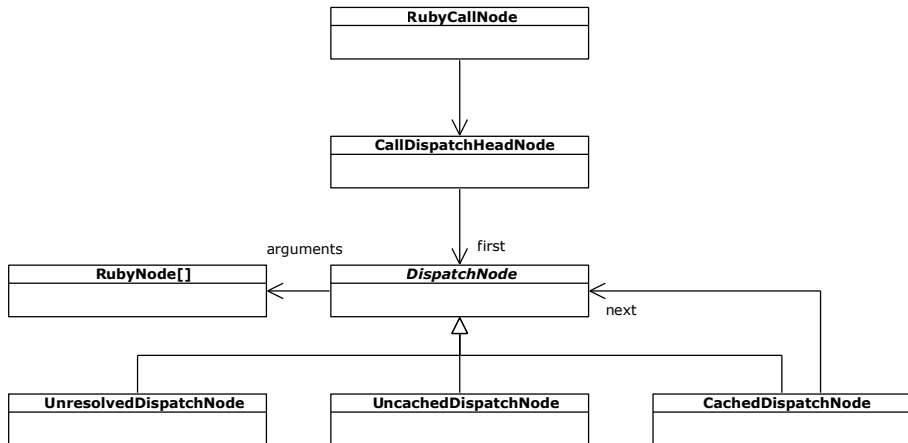 RubyCallNode
CallDispatchHeadNode
arguments
first
RubyNode[]
DispatchNode
next
UnresolvedDispatchNode
UncachedDispatchNode
CachedDispatchNode